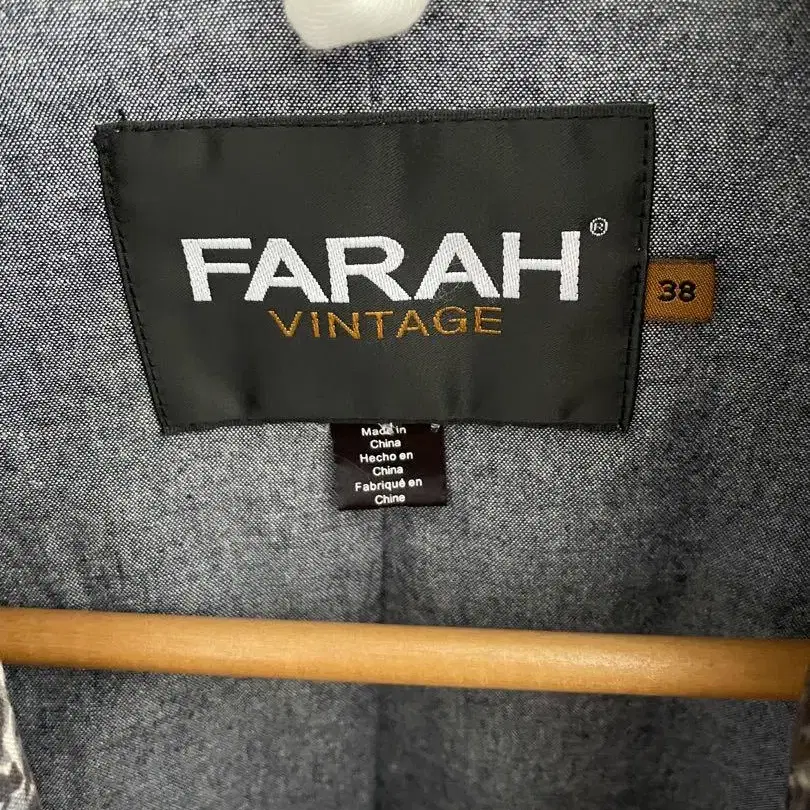 FARAH®
VINTAGE
38
Made in
China
Hecho en
China
Fabriqué en
Chine